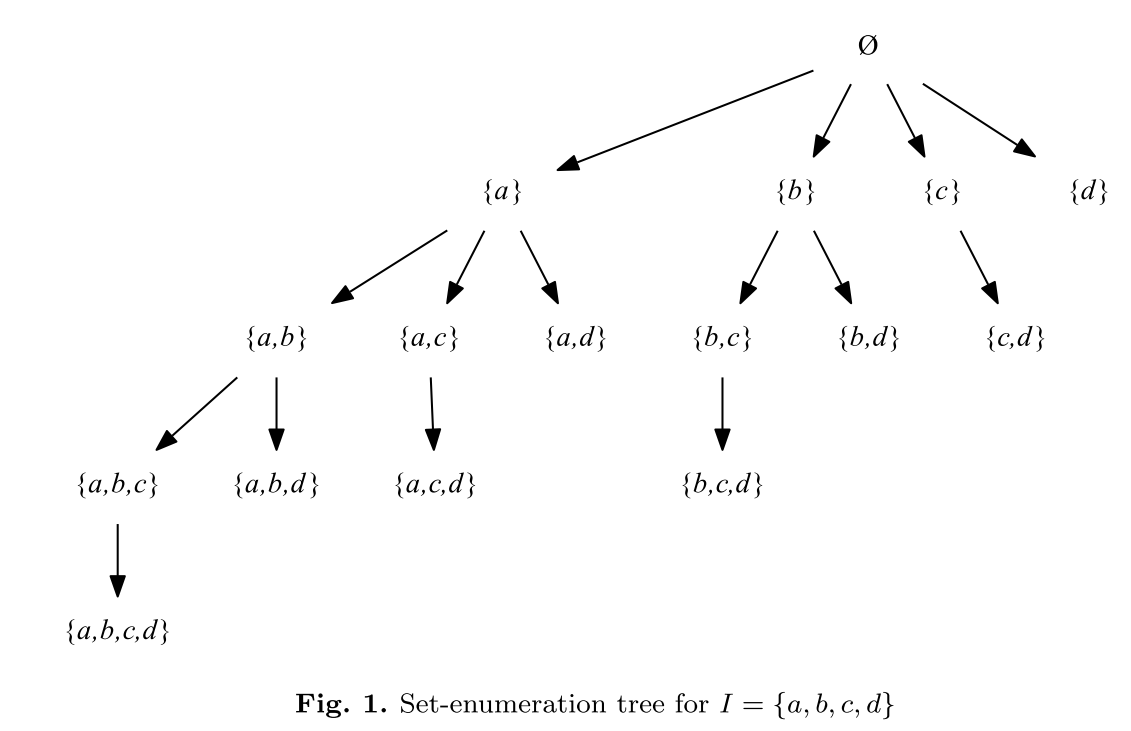 Ø
{a} {b} {c} {d}
{a,b} {a,c} {a,d} {b,c} {b,d} {c,d}
{a,b,c} {a,b,d} {a,c,d} {b,c,d}
{a,b,c,d}
Fig. 1. Set-enumeration tree for I = {a, b, c, d}